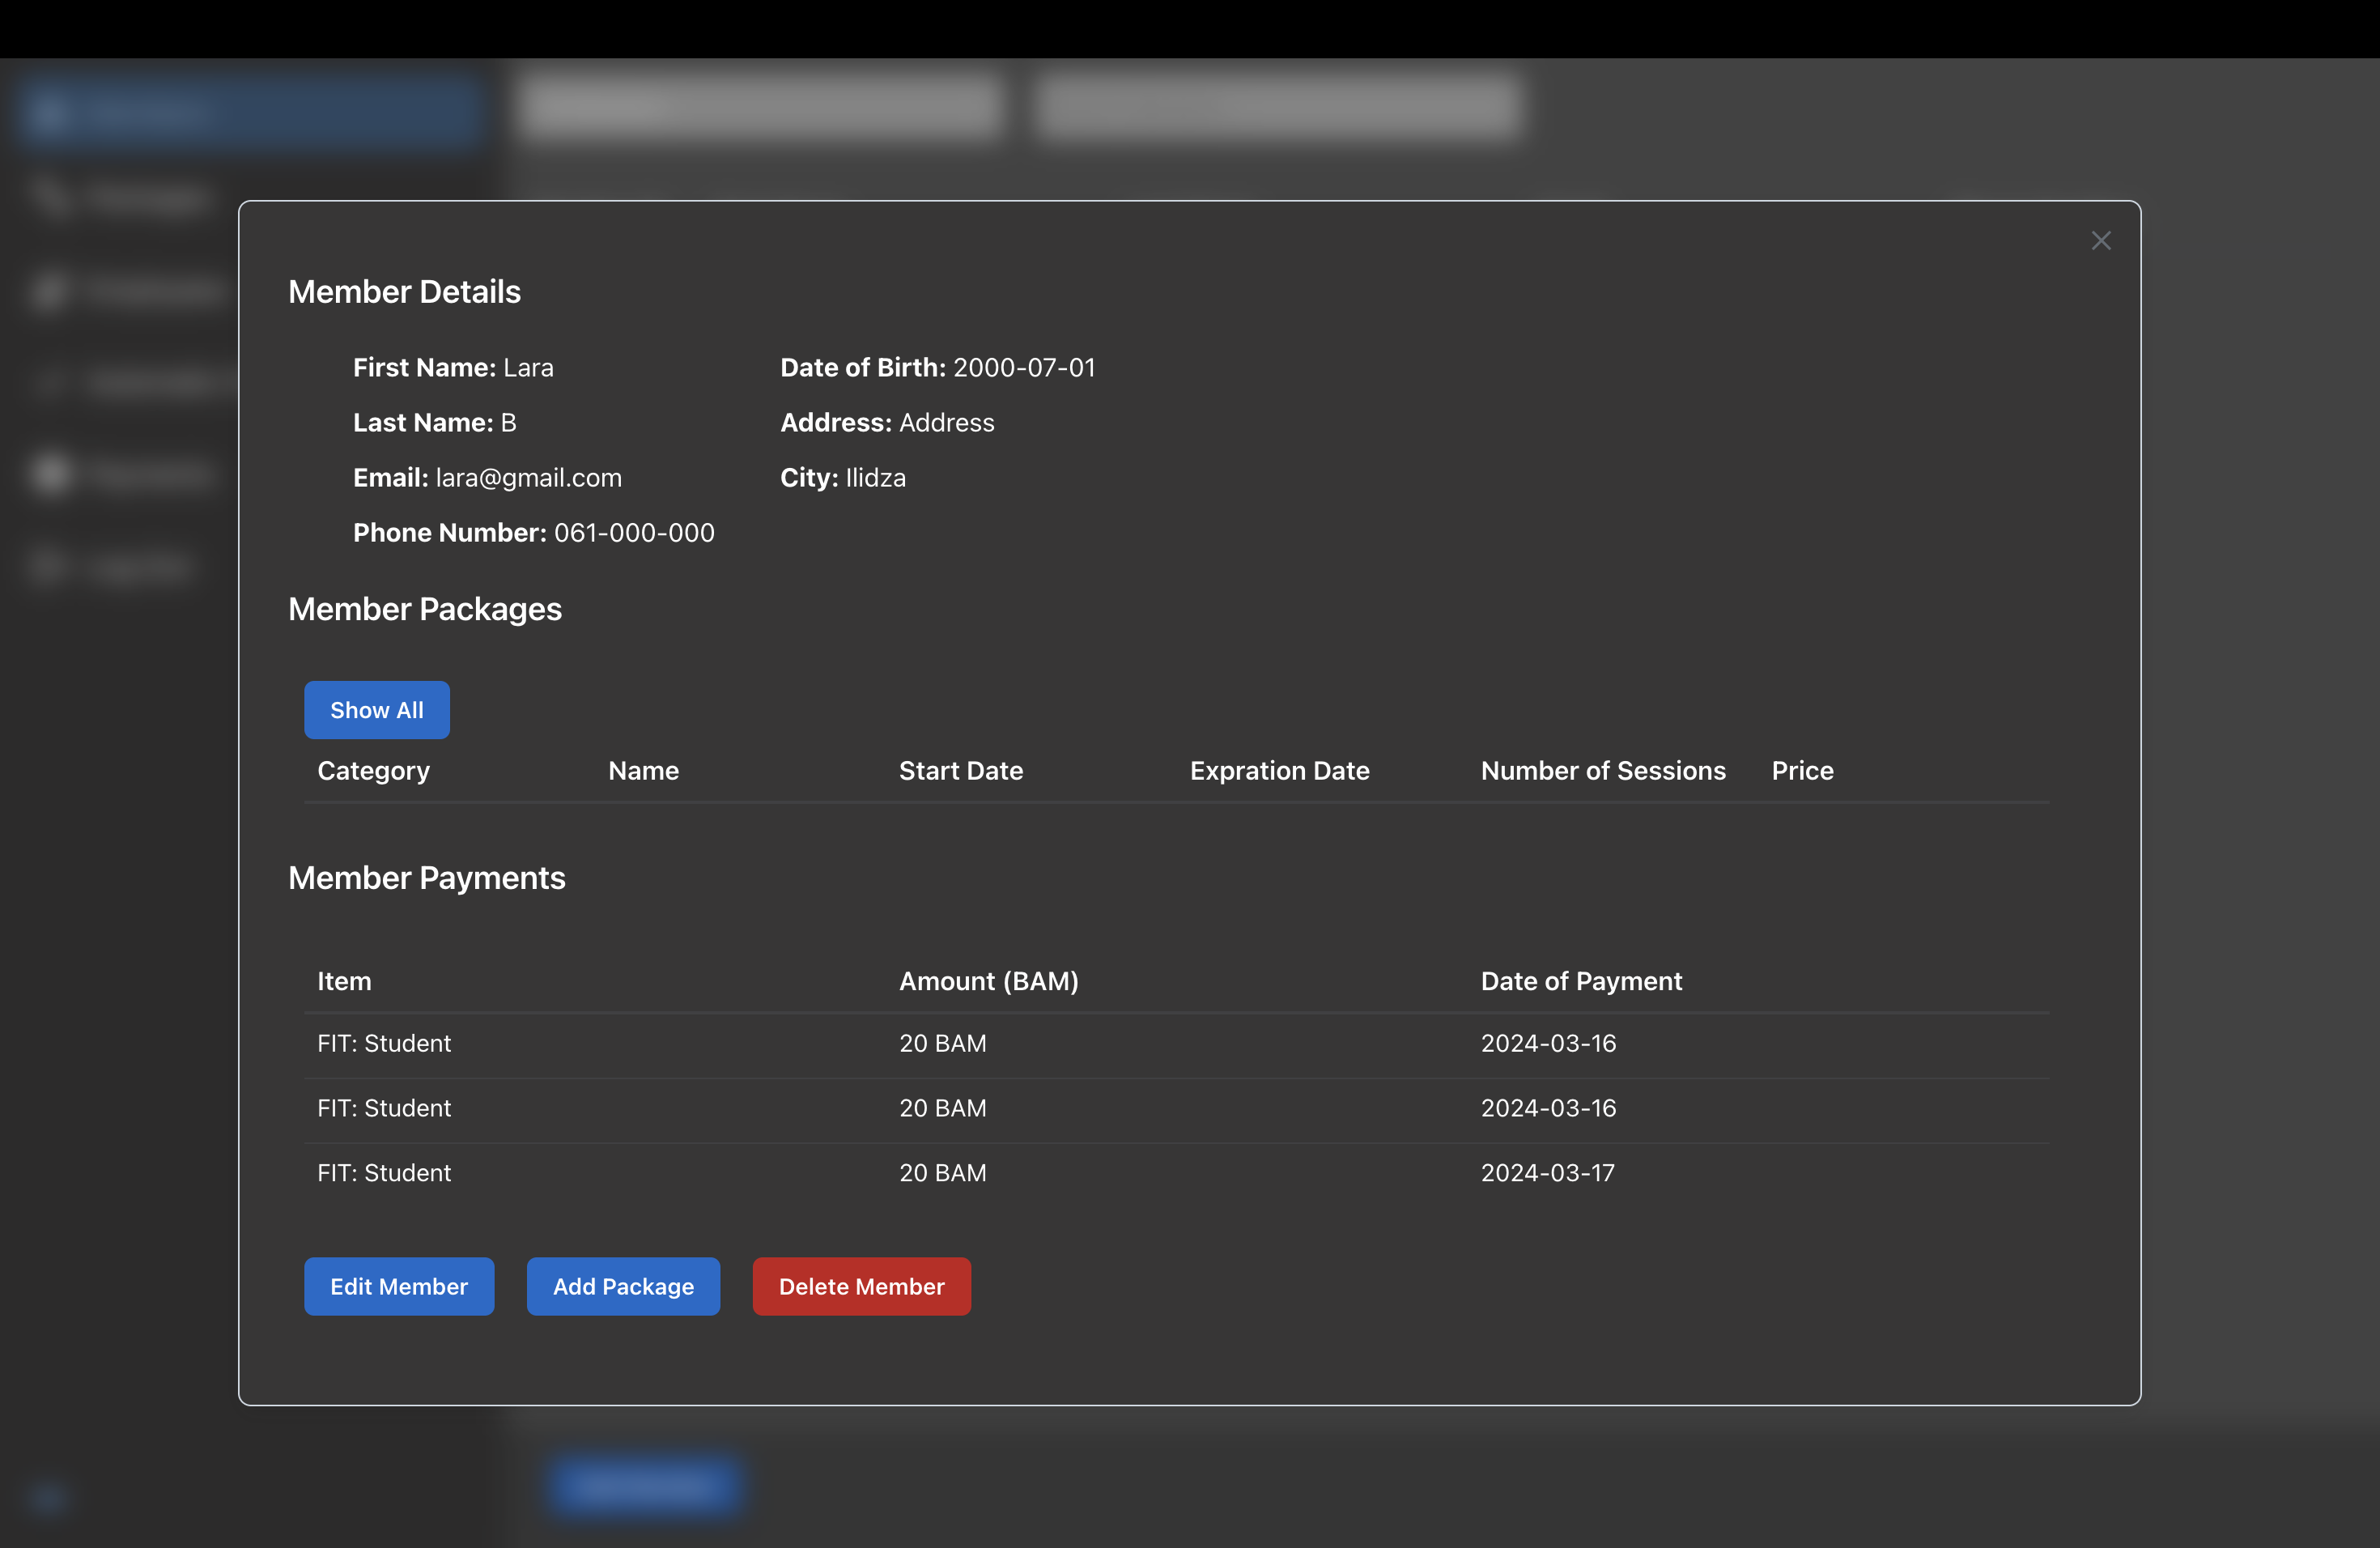 Member Details
First Name: Lara
Date of Birth: 2000-07-01
Last Name: B
Address: Address
Email: lara@gmail.com
City: Ilidza
Phone Number: 061-000-000
Member Packages
Show All
Category Name Start Date Expration Date Number of Sessions Price
Member Payments
Item Amount (BAM) Date of Payment
FIT: Student 20 BAM 2024-03-16
FIT: Student 20 BAM 2024-03-16
FIT: Student 20 BAM 2024-03-17
Edit Member Add Package Delete Member